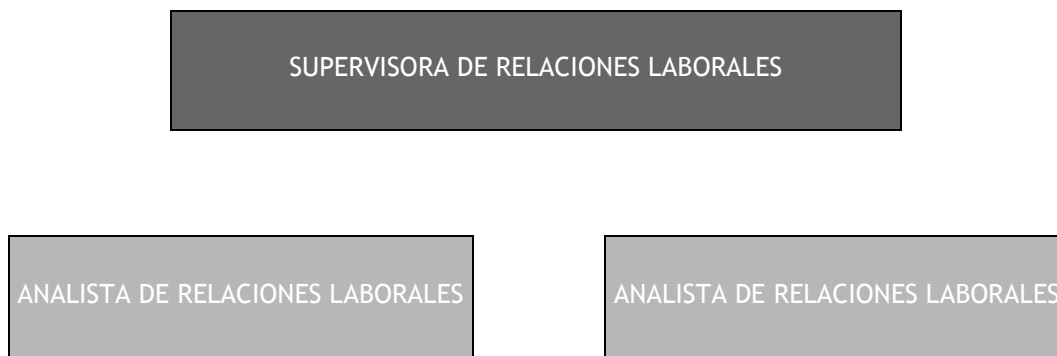 SUPERVISORA DE RELACIONES LABORALES
ANALISTA DE RELACIONES LABORALES
ANALISTA DE RELACIONES LABORALES